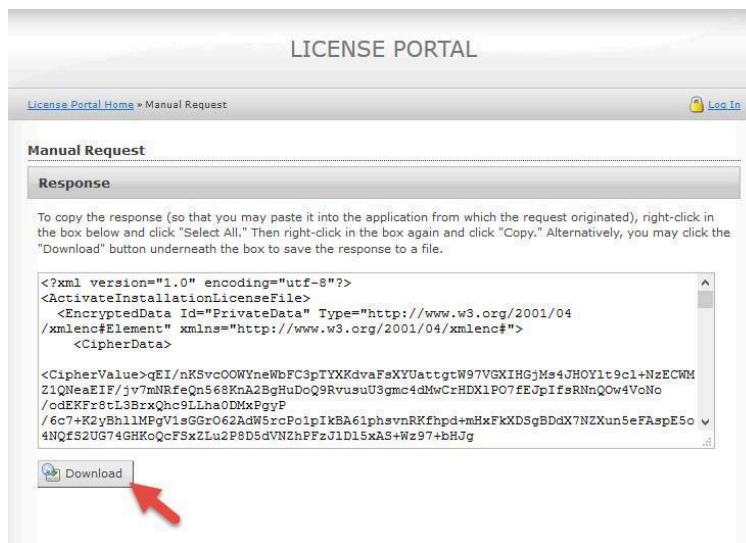 LICENSE PORTAL
License Portal Home » Manual Request
Log In
Manual Request
Response
To copy the response (so that you may paste it into the application from which the request originated), right-click in
the box below and click "Select All." Then right-click in the box again and click "Copy." Alternatively, you may click the
"Download" button underneath the box to save the response to a file.
<?xml version="1.0" encoding="utf-8"?>
<ActivateInstallationLicenseFile>
<EncryptedData Id="PrivateData" Type="http://www.w3.org/2001/04
/xmlenc#Element" xmlns="http://www.w3.org/2001/04/xmlenc#">
<CipherData>
<CipherValue>qEI/nKSvcOOWYneWbFC3pTYXKdvaFsXYUattgtW97VGXIHGjMs4JHOYlt9cl+NzECWM
Z1QNeaEIF/jv7mNRfeQn568KnA2BgHuDoQ9RvusuU3gmc4dMwCrHDXlPO7fEJpIfsRNnQOw4VoNo
/odEKFr8tL3BrxQhc9LLha0DMxPgyP
/6c7+K2yBhllMPgV1sGGrO62AdW5rcPo1pIkBA61phsvnRKfhpd+mHxFkXDSgBDdX7NZXun5eFAspE5o
4NQfS2UG74GHKoQcFSxZLu2P8D5dVNZhPFzJlDl5xAS+Wz97+bHJg
Download